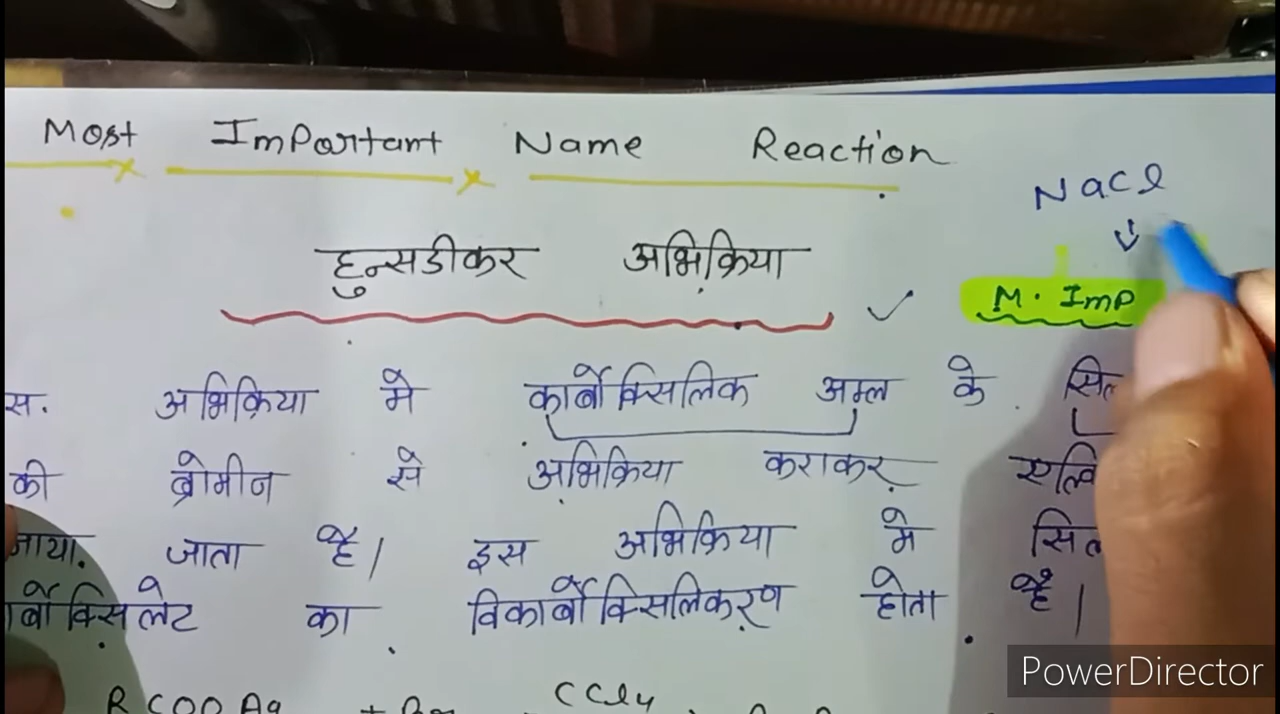 Most Important Name Reaction
NaCl
हुन्सडीकर अभिक्रिया
M. Imp
अभिक्रिया मे कार्बोक्सिलिक अम्ल के
की ब्रोमीन से अभिक्रिया कराकर
जाता है। इस अभिक्रिया मे
का विकार्बोक्सिलिकरण होता है।
RCOOAg + CCl4
PowerDirector